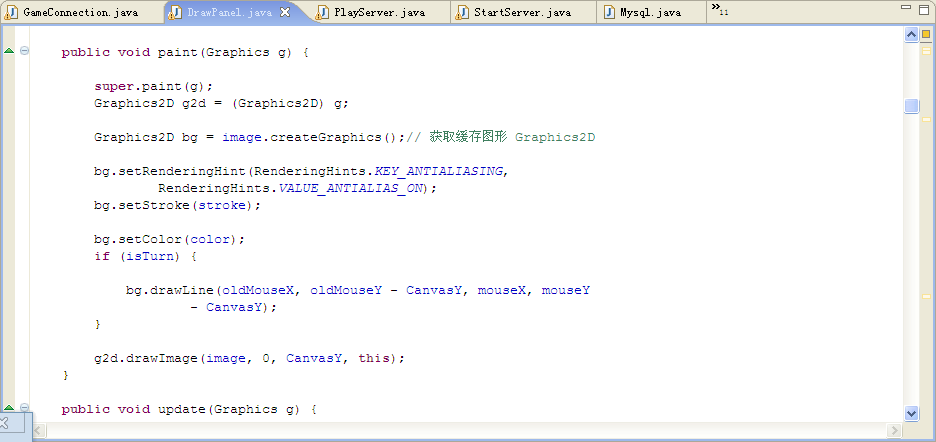 GameConnection.java DrawPanel.java PlayServer.java StartServer.java Mysql.java »11
public void paint(Graphics g) {
super.paint(g);
Graphics2D g2d = (Graphics2D) g;
Graphics2D bg = image.createGraphics();// 获取缓存图形 Graphics2D
bg.setRenderingHint(RenderingHints.KEY_ANTIALIASING,
RenderingHints.VALUE_ANTIALIAS_ON);
bg.setStroke(stroke);
bg.setColor(color);
if (isTurn) {
bg.drawLine(oldMouseX, oldMouseY - CanvasY, mouseX, mouseY
- CanvasY);
}
g2d.drawImage(image, 0, CanvasY, this);
}
public void update(Graphics g) {